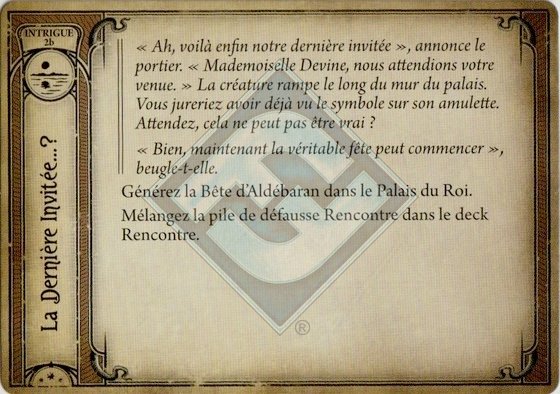 INTRIGUE
2b
La Dernière Invitée...?
« Ah, voilà enfin notre dernière invitée », annonce le
portier. « Mademoiselle Devine, nous attendions votre
venue. » La créature rampe le long du mur du palais.
Vous jureriez avoir déjà vu le symbole sur son amulette.
Attendez, cela ne peut pas être vrai ?
« Bien, maintenant la véritable fête peut commencer »,
beugle-t-elle.
Générez la Bête d'Aldébaran dans le Palais du Roi.
Mélangez la pile de défausse Rencontre dans le deck
Rencontre.
®